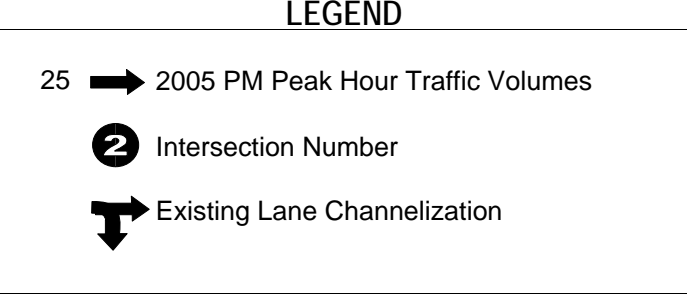 LEGEND
25 2005 PM Peak Hour Traffic Volumes
2 Intersection Number
Existing Lane Channelization